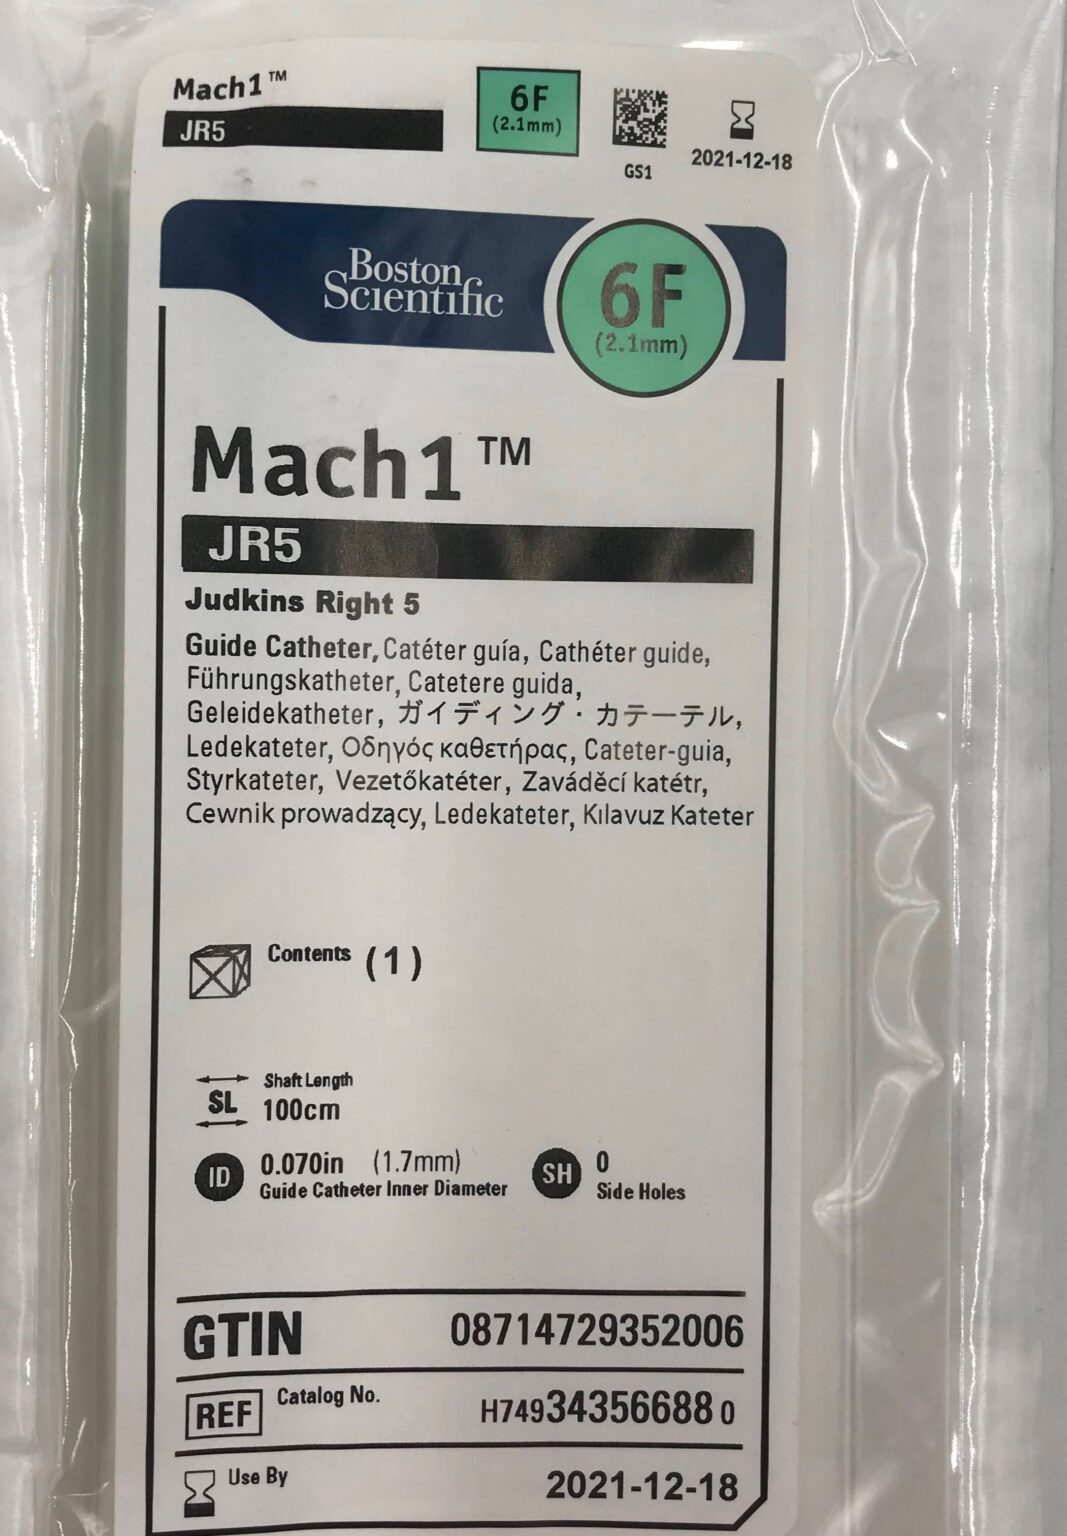 Mach1™
JR5
6F
(2.1mm)
GS1
2021-12-18
Boston
Scientific
6F
(2.1mm)
Mach1™
JR5
Judkins Right 5
Guide Catheter, Catéter guía, Cathéter guide,
Führungskatheter, Catetere guida,
Geleidekatheter, ガイディング・カテーテル,
Ledekateter, Οδηγός καθετήρας, Cateter-guia,
Styrkateter, Vezetőkatéter, Zaváděcí katétr,
Cewnik prowadzący, Ledekateter, Kılavuz Kateter
Contents (1)
Shaft Length
SL 100cm
ID 0.070in (1.7mm)
Guide Catheter Inner Diameter
SH 0
Side Holes
GTIN 08714729352006
REF Catalog No. H749343566880
Use By 2021-12-18